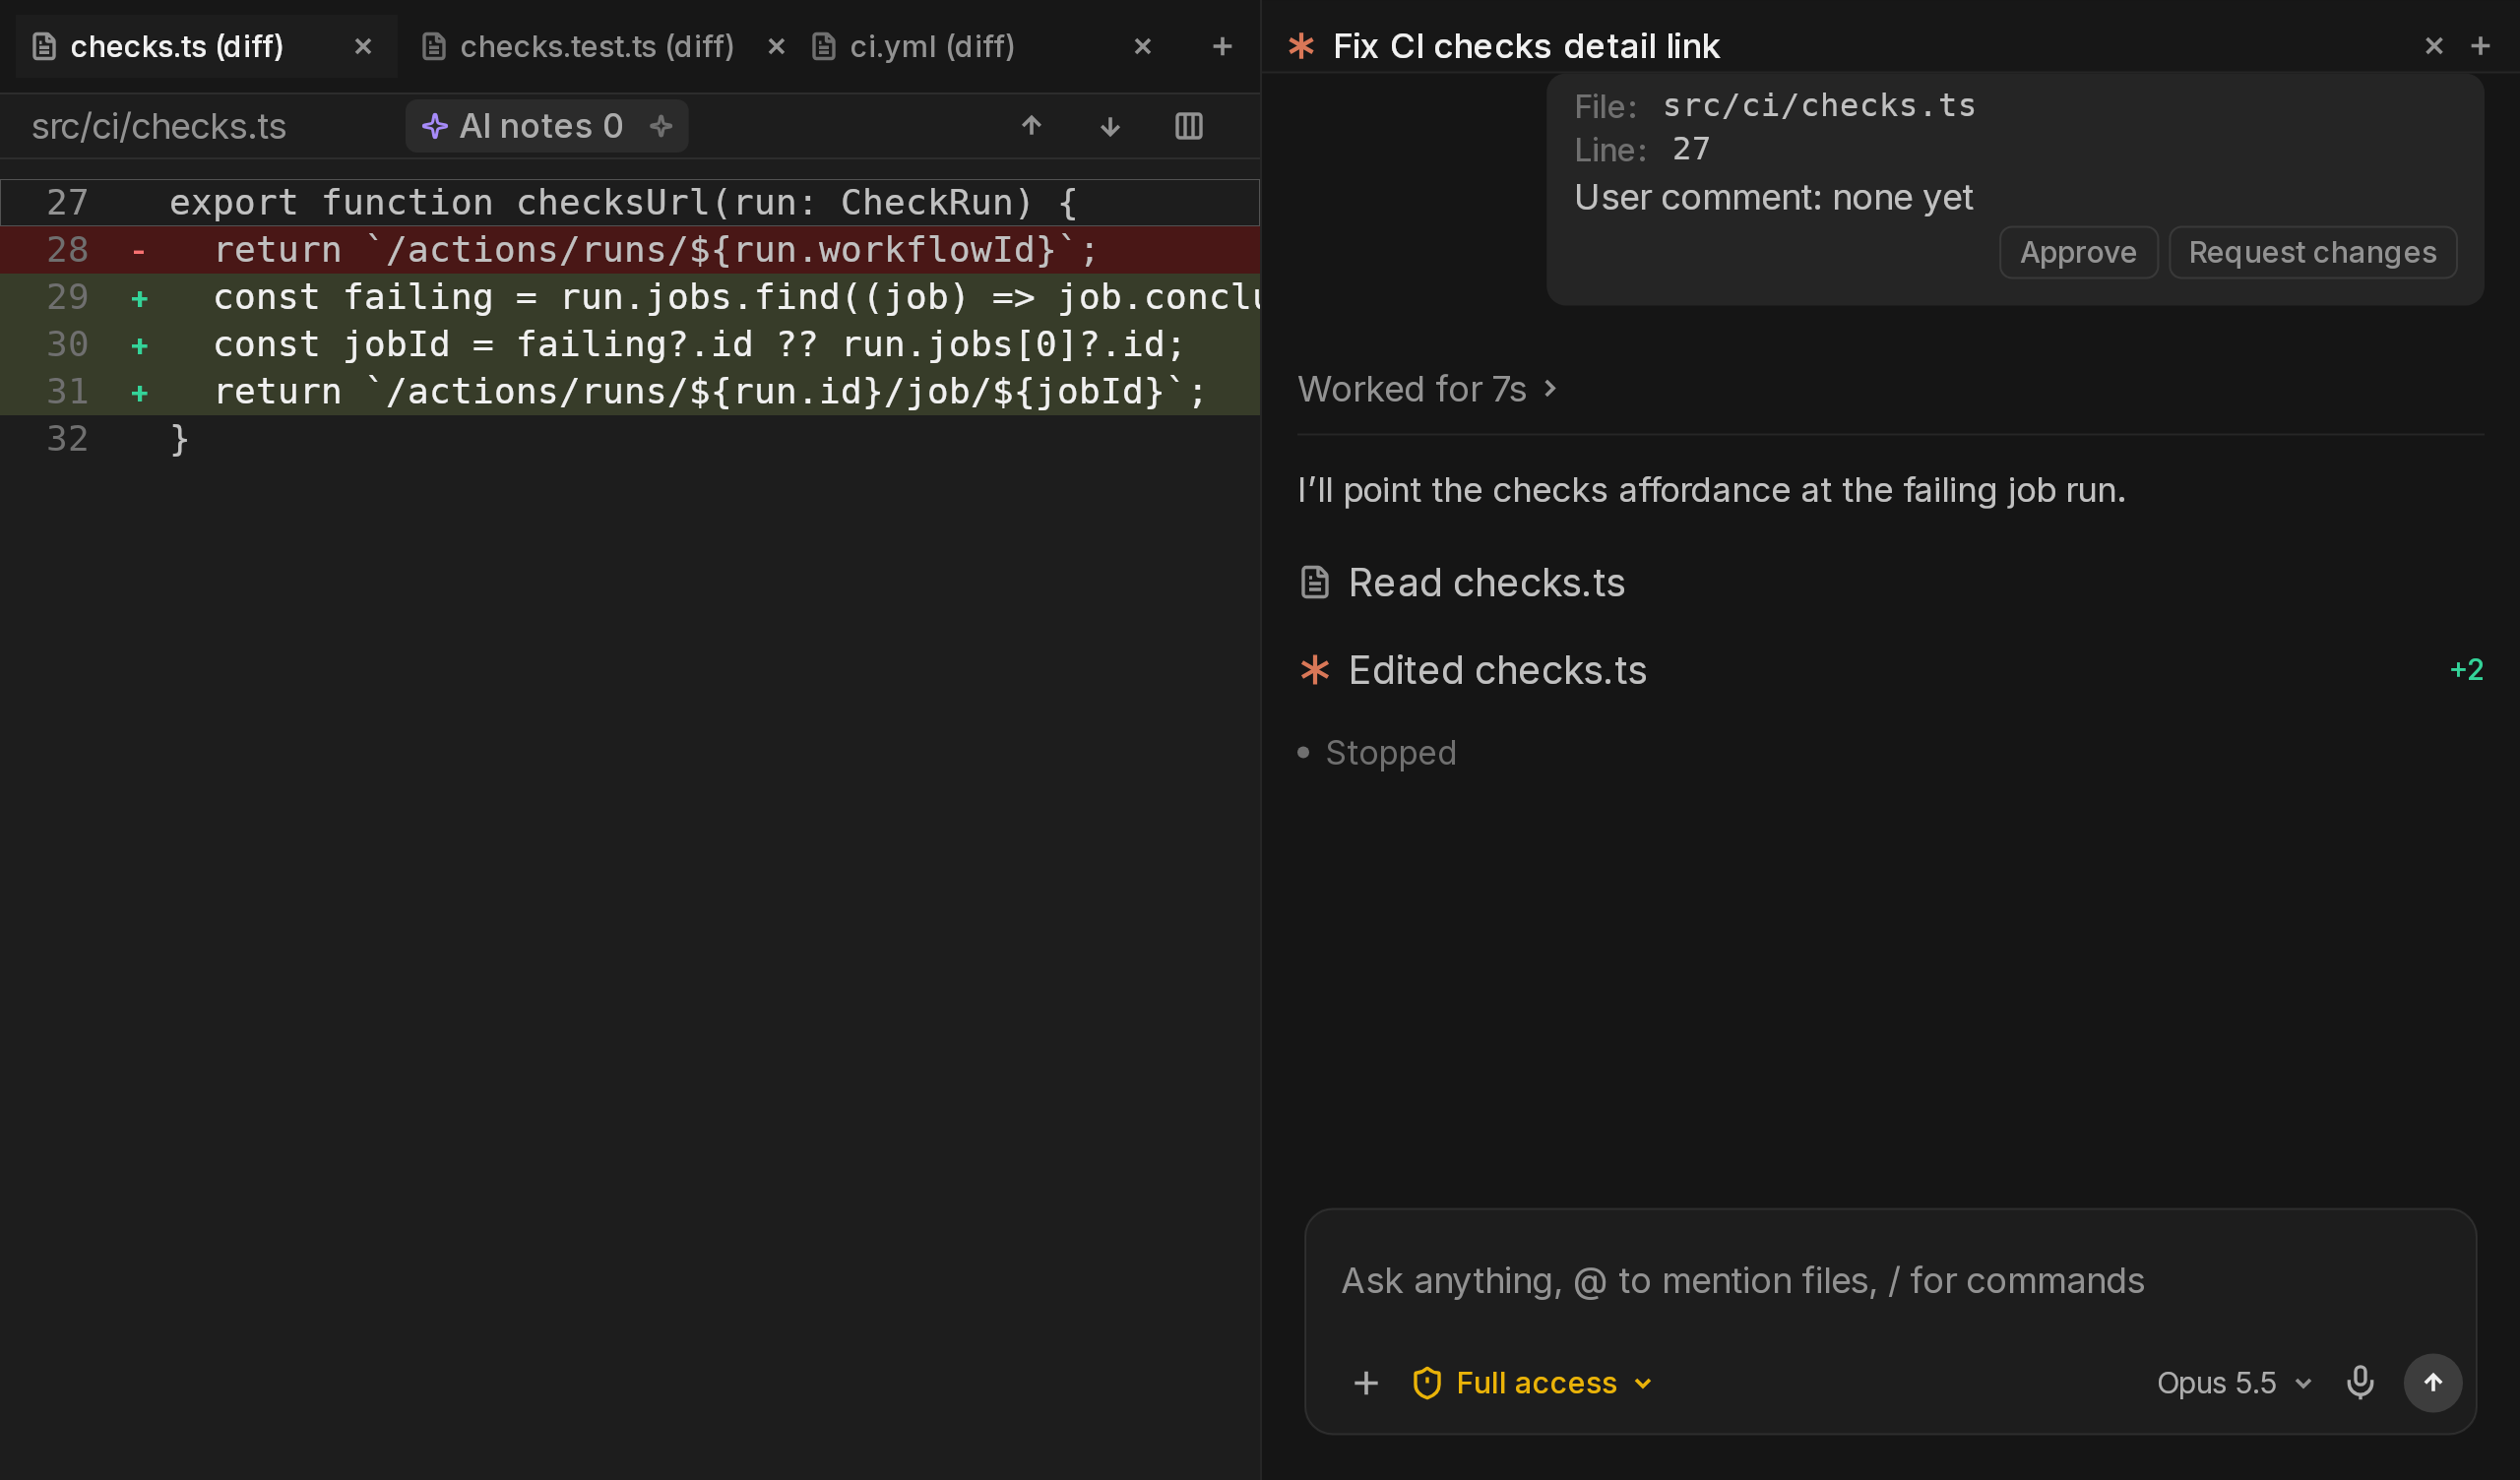 checks.ts (diff)
checks.test.ts (diff)
ci.yml (diff)
src/ci/checks.ts
AI notes 0
27 export function checksUrl(run: CheckRun) {
28 -   return `/actions/runs/${run.workflowId}`;
29 +   const failing = run.jobs.find((job) => job.conclu
30 +   const jobId = failing?.id ?? run.jobs[0]?.id;
31 +   return `/actions/runs/${run.id}/job/${jobId}`;
32 }
Fix CI checks detail link
File: src/ci/checks.ts
Line: 27
User comment: none yet
Approve
Request changes
Worked for 7s
I’ll point the checks affordance at the failing job run.
Read checks.ts
Edited checks.ts +2
Stopped
Ask anything, @ to mention files, / for commands
Full access
Opus 5.5